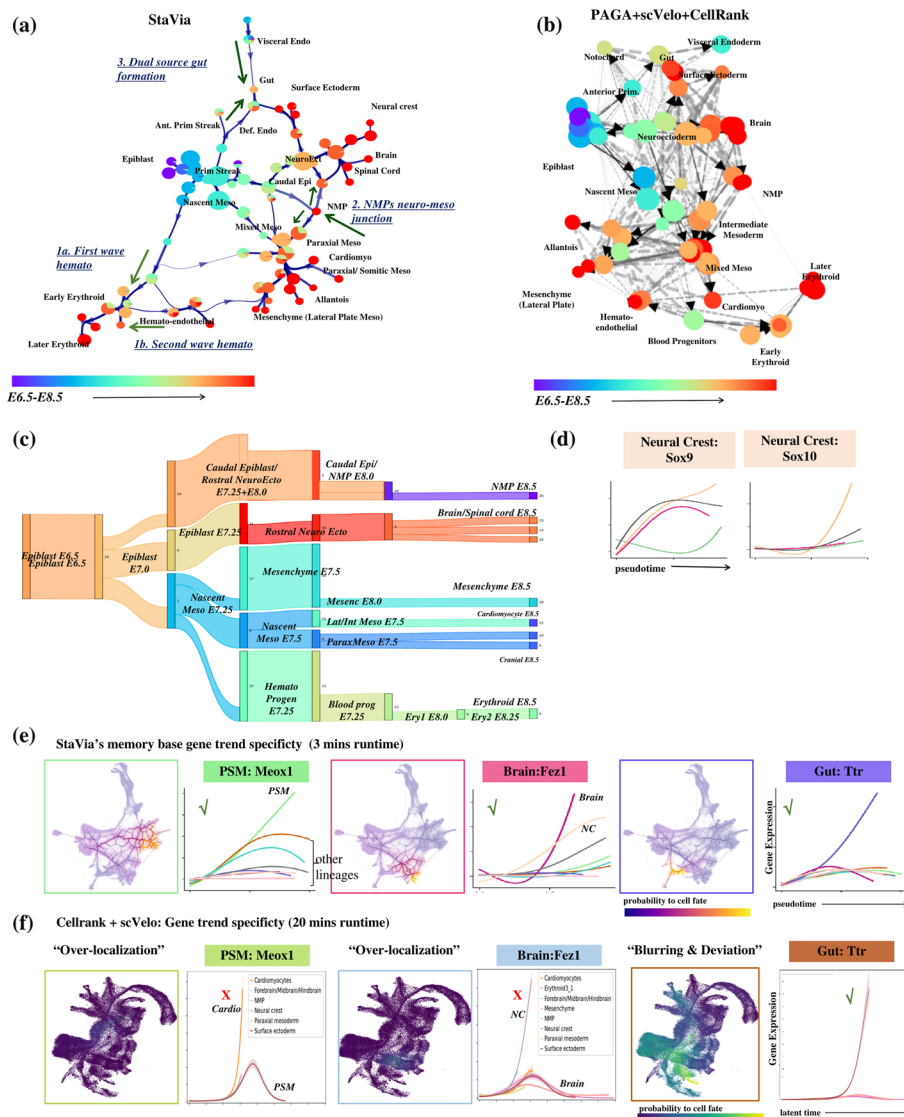 (a)
StaVia
Visceral Endo
3. Dual source gut
formation
Gut
Surface Ectoderm
Neural crest
Ant. Prim Streak
Def. Endo
Epiblast
Prim Streak
NeuroEct
Brain
Spinal Cord
Caudal Epi
Nascent Meso
NMP
2. NMPs neuro-meso
junction
Mixed Meso
Paraxial Meso
1a. First wave
hemato
Cardiomyo
Paraxial/ Somitic Meso
Early Erythroid
Allantois
Hemato-endothelial
Mesenchyme (Lateral Plate Meso)
Later Erythroid
1b. Second wave hemato
E6.5-E8.5
(b)
PAGA+scVelo+CellRank
Visceral Endoderm
Notochord
Gut
Surface Ectoderm
Anterior Prim.
Brain
Neuroectoderm
Epiblast
NMP
Nascent Meso
Intermediate
Mesoderm
Allantois
Mixed Meso
Later
Erythroid
Mesenchyme
(Lateral Plate)
Hemato-
endothelial
Cardiomyo
Blood Progenitors
Early
Erythroid
E6.5-E8.5
(c)
Caudal Epiblast/
Rostral NeuroEcto
E7.25+E8.0
Caudal Epi/
NMP E8.0
NMP E8.5
Brain/Spinal cord E8.5
Epiblast E7.25
Rostral Neuro Ecto
Epiblast E6.5
Epiblast E6.5
Epiblast
E7.0
Mesenchyme E7.5
Mesenchyme E8.5
Nascent
Meso E7.25
Mesenc E8.0
Cardiomyocyte E8.5
Lat/Int Meso E7.5
Nascent
Meso E7.5
ParaxMeso E7.5
Cranial E8.5
Hemato
Progen
E7.25
Blood prog
E7.25
Erythroid E8.5
Ery1 E8.0
Ery2 E8.25
(d)
Neural Crest:
Sox9
Neural Crest:
Sox10
pseudotime
(e)
StaVia's memory base gene trend specificty (3 mins runtime)
PSM: Meox1
√
PSM
other
lineages
Brain:Fez1
√
Brain
NC
probability to cell fate
Gut: Ttr
√
Gene Expression
pseudotime
(f)
Cellrank + scVelo: Gene trend specificty (20 mins runtime)
“Over-localization”
PSM: Meox1
X
Cardio
PSM
Cardiomyocytes
Forebrain/Midbrain/Hindbrain
NMP
Neural crest
Paraxial mesoderm
Surface ectoderm
“Over-localization”
Brain:Fez1
X
NC
Brain
Cardiomyocytes
Erythroid3_1
Forebrain/Midbrain/Hindbrain
Mesenchyme
NMP
Neural crest
Paraxial mesoderm
Surface ectoderm
“Blurring & Deviation”
probability to cell fate
Gut: Ttr
√
Gene Expression
latent time